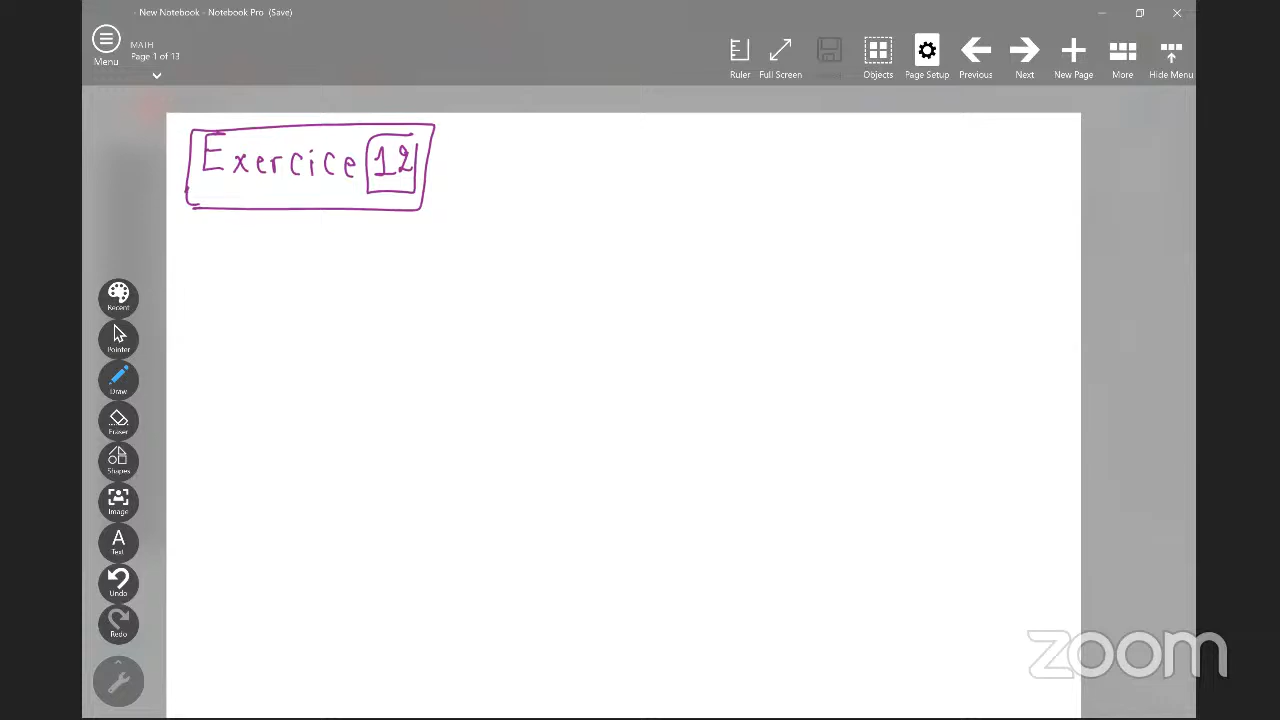 - New Notebook - Notebook Pro (Save)
Menu
MATH
Page 1 of 13
Ruler
Full Screen
Objects
Page Setup
Previous
Next
New Page
More
Hide Menu
Exercice 12
Recent
Pointer
Draw
Eraser
Shapes
Image
A
Text
Undo
Redo
zoom